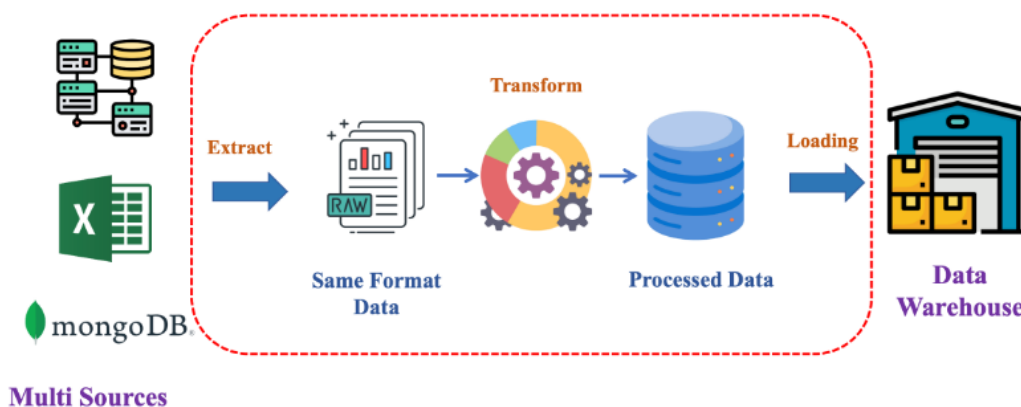 Transform
Extract
Loading
X
RAW
mongoDB®
Same Format
Data
Processed Data
Data
Warehouse
Multi Sources